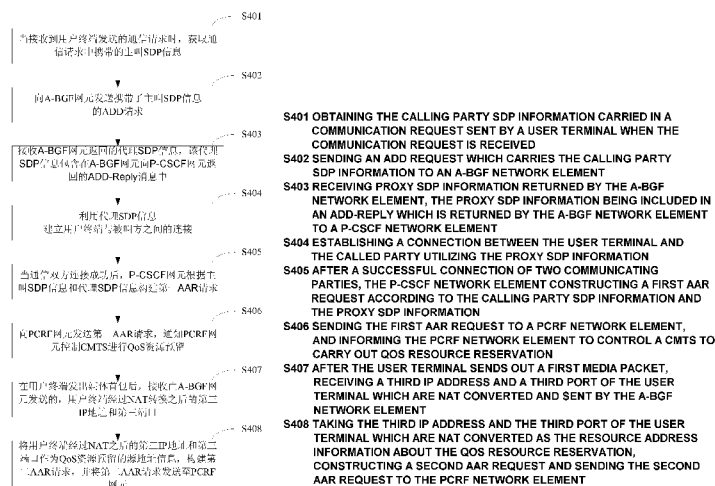 S401
当接收到用户终端发送的通信请求时，获取通
信请求中携带的主叫SDP信息
S402
向A-BGF网元发送携带了主叫SDP信息
的ADD请求
S403
接收A-BGF网元返回的代理SDP信息，该代理
SDP信息包含在A-BGF网元向P-CSCF网元返
回的ADD-Reply消息中
S404
利用代理SDP信息
建立用户终端与被叫方之间的连接
S405
当通信双方连接成功后，P-CSCF网元根据主
叫SDP信息和代理SDP信息构建第一AAR请求
S406
向PCRF网元发送第一AAR请求，通知PCRF网
元控制CMTS进行QoS资源预留
S407
在用户终端发出媒体首包后，接收由A-BGF网
元发送的，用户终端经过NAT转换之后的第三
IP地址和第三端口
S408
将用户终端经过NAT之后的第三IP地址和第三
端口作为QoS资源预留的源地址信息，构建第
二AAR请求，并将第二AAR请求发送至PCRF
网元
S401 OBTAINING THE CALLING PARTY SDP INFORMATION CARRIED IN A
COMMUNICATION REQUEST SENT BY A USER TERMINAL WHEN THE
COMMUNICATION REQUEST IS RECEIVED
S402 SENDING AN ADD REQUEST WHICH CARRIES THE CALLING PARTY
SDP INFORMATION TO AN A-BGF NETWORK ELEMENT
S403 RECEIVING PROXY SDP INFORMATION RETURNED BY THE A-BGF
NETWORK ELEMENT, THE PROXY SDP INFORMATION BEING INCLUDED IN
AN ADD-REPLY WHICH IS RETURNED BY THE A-BGF NETWORK ELEMENT
TO A P-CSCF NETWORK ELEMENT
S404 ESTABLISHING A CONNECTION BETWEEN THE USER TERMINAL AND
THE CALLED PARTY UTILIZING THE PROXY SDP INFORMATION
S405 AFTER A SUCCESSFUL CONNECTION OF TWO COMMUNICATING
PARTIES, THE P-CSCF NETWORK ELEMENT CONSTRUCTING A FIRST AAR
REQUEST ACCORDING TO THE CALLING PARTY SDP INFORMATION AND
THE PROXY SDP INFORMATION
S406 SENDING THE FIRST AAR REQUEST TO A PCRF NETWORK ELEMENT,
AND INFORMING THE PCRF NETWORK ELEMENT TO CONTROL A CMTS TO
CARRY OUT QOS RESOURCE RESERVATION
S407 AFTER THE USER TERMINAL SENDS OUT A FIRST MEDIA PACKET,
RECEIVING A THIRD IP ADDRESS AND A THIRD PORT OF THE USER
TERMINAL WHICH ARE NAT CONVERTED AND SENT BY THE A-BGF
NETWORK ELEMENT
S408 TAKING THE THIRD IP ADDRESS AND THE THIRD PORT OF THE USER
TERMINAL WHICH ARE NAT CONVERTED AS THE RESOURCE ADDRESS
INFORMATION ABOUT THE QOS RESOURCE RESERVATION,
CONSTRUCTING A SECOND AAR REQUEST AND SENDING THE SECOND
AAR REQUEST TO THE PCRF NETWORK ELEMENT